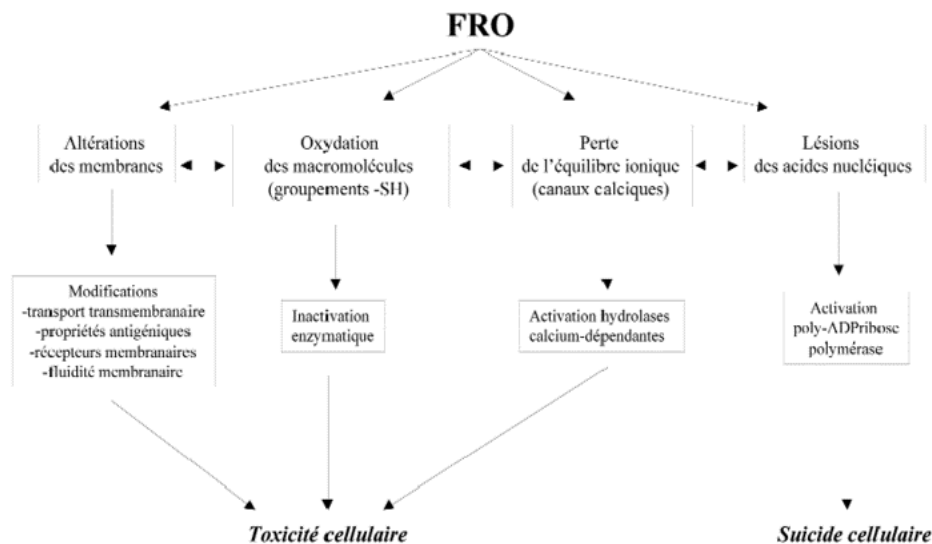 FRO
Altérations
des membranes
Oxydation
des macromolécules
(groupements -SH)
Perte
de l'équilibre ionique
(canaux calciques)
Lésions
des acides nucléiques
Modifications
-transport transmembranaire
-propriétés antigéniques
-récepteurs membranaires
-fluidité membranaire
Inactivation
enzymatique
Activation hydrolases
calcium-dépendantes
Activation
poly-ADPribose
polymérase
Toxicité cellulaire
Suicide cellulaire